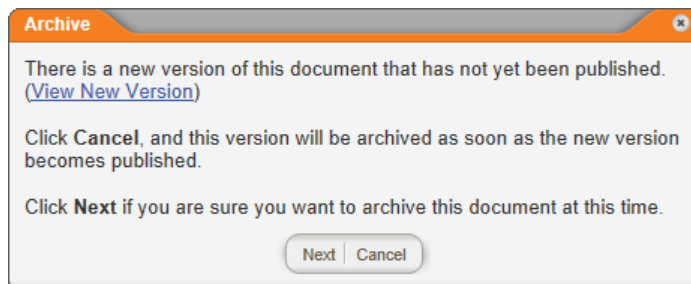 Archive
There is a new version of this document that has not yet been published.
(View New Version)
Click Cancel, and this version will be archived as soon as the new version
becomes published.
Click Next if you are sure you want to archive this document at this time.
Next Cancel